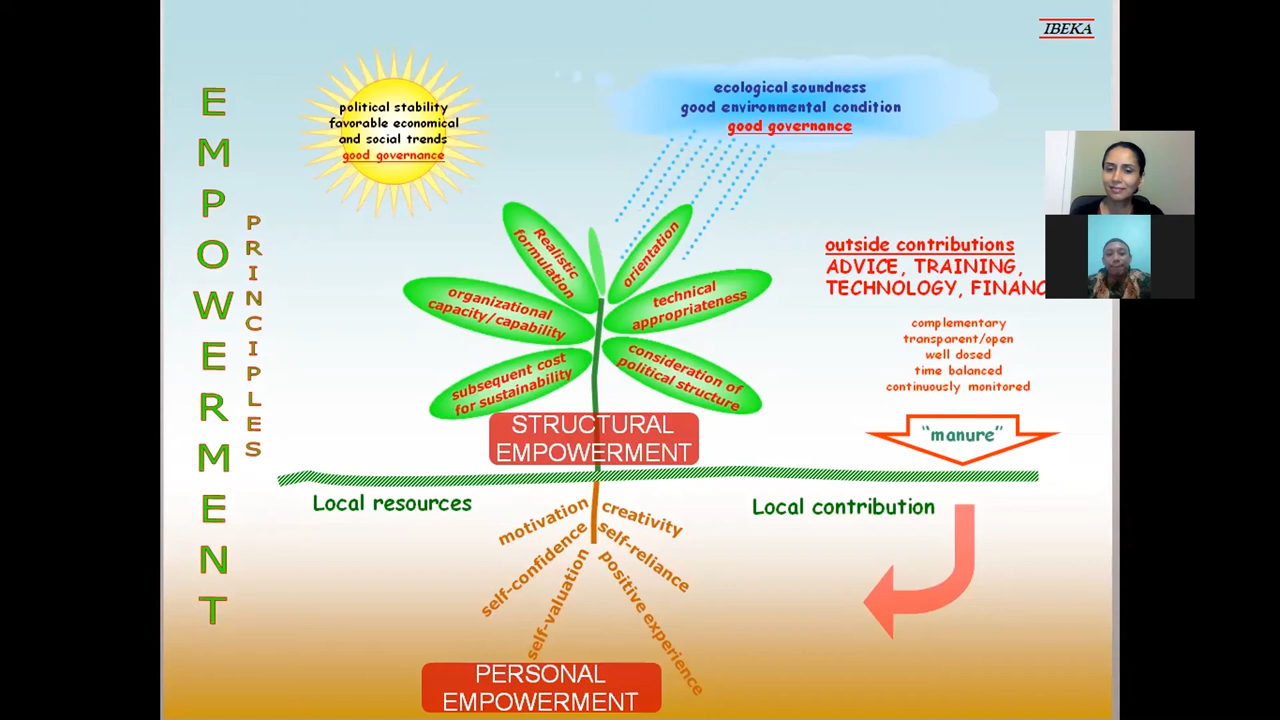 IBEKA
EMPOWERMENT
PRINCIPLES
political stability
favorable economical
and social trends
good governance
ecological soundness
good environmental condition
good governance
Realistic
formulation
orientation
organizational
capacity/capability
technical
appropriateness
subsequent cost
for sustainability
consideration of
political structure
STRUCTURAL
EMPOWERMENT
outside contributions
ADVICE, TRAINING,
TECHNOLOGY, FINANC
complementary
transparent/open
well dosed
time balanced
continuously monitored
“manure”
Local resources
Local contribution
motivation
creativity
self-confidence
self-reliance
self-valuation
positive experience
PERSONAL
EMPOWERMENT